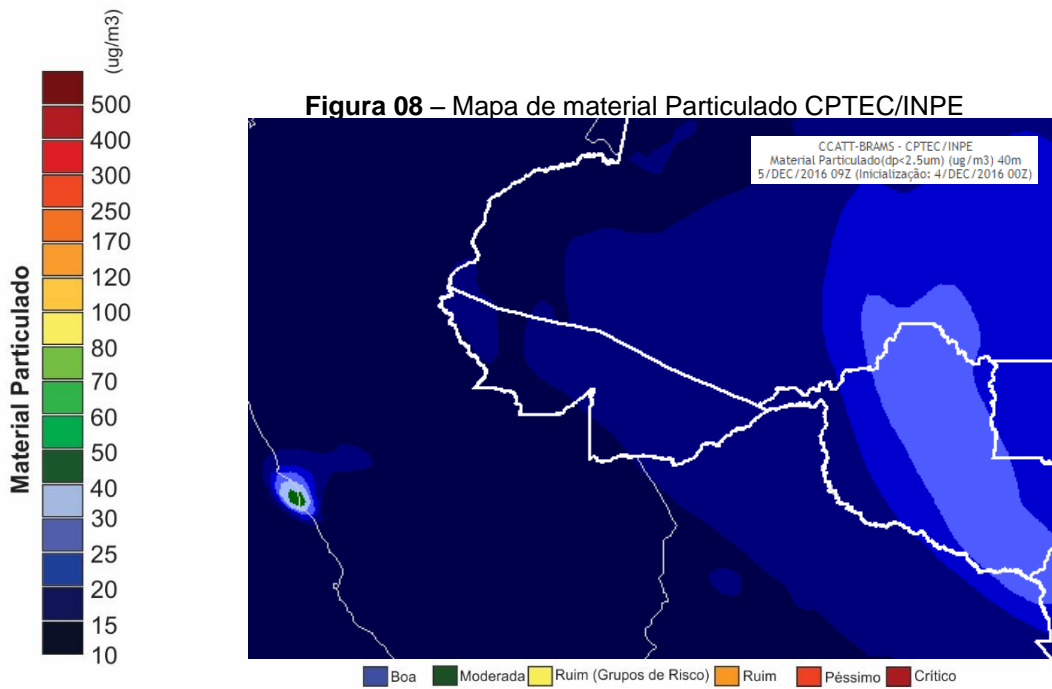 Figura 08 – Mapa de material Particulado CPTEC/INPE
CCATT-BRAMS - CPTEC/INPE
Material Particulado(dp<2.5um) (ug/m3) 40m
5/DEC/2016 09Z (Inicialização: 4/DEC/2016 00Z)
(ug/m3)
Material Particulado
500
400
300
250
170
120
100
80
70
60
50
40
30
25
20
15
10
Boa
Moderada
Ruim (Grupos de Risco)
Ruim
Péssimo
Crítico